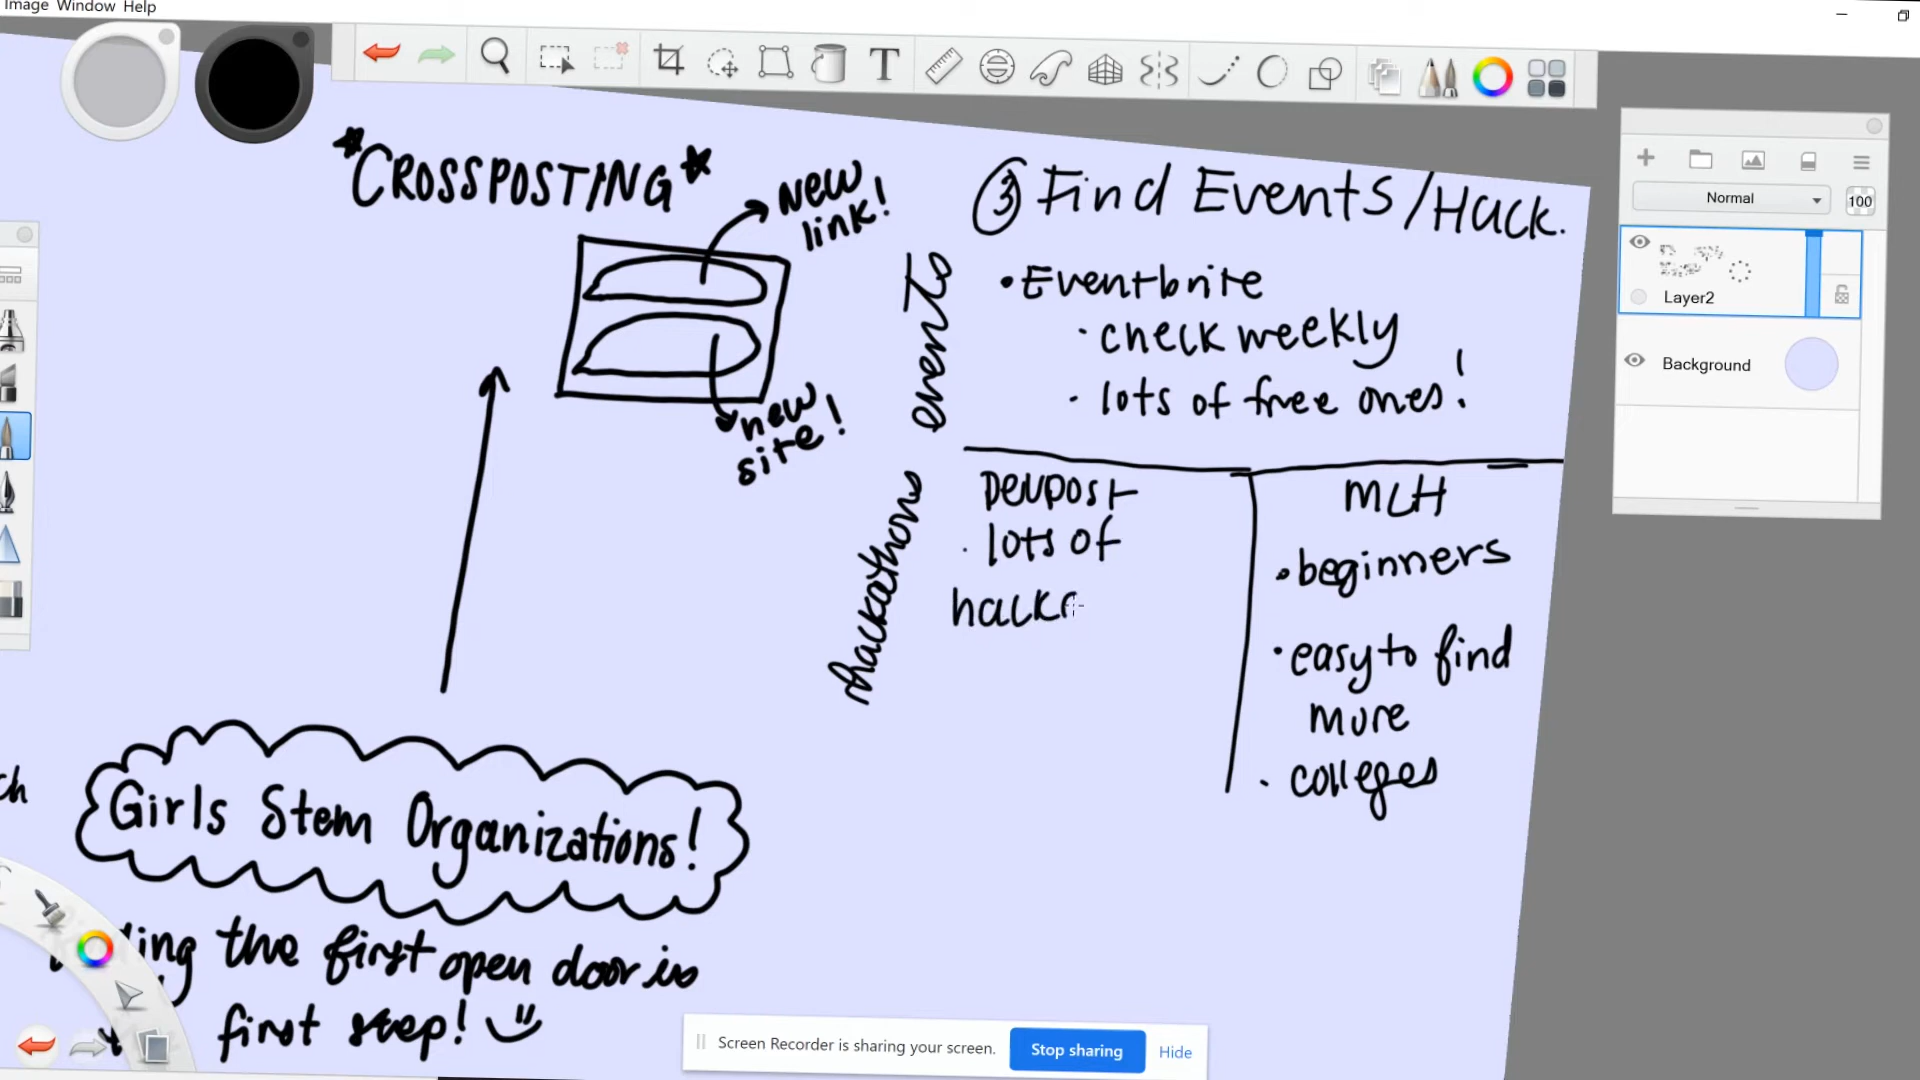 Image Window Help
*CROSSPOSTING*
New
link!
new
site!
③ Find Events/Hack.
• Eventbrite
• check weekly
• lots of free ones!
events
hackathons
Devpost
• lots of
MLH
• beginners
• easy to find
more
• colleges
Girls Stem Organizations!
the first open door is
first step!
T
Normal
100
Layer2
Background
Screen Recorder is sharing your screen.
Stop sharing
Hide